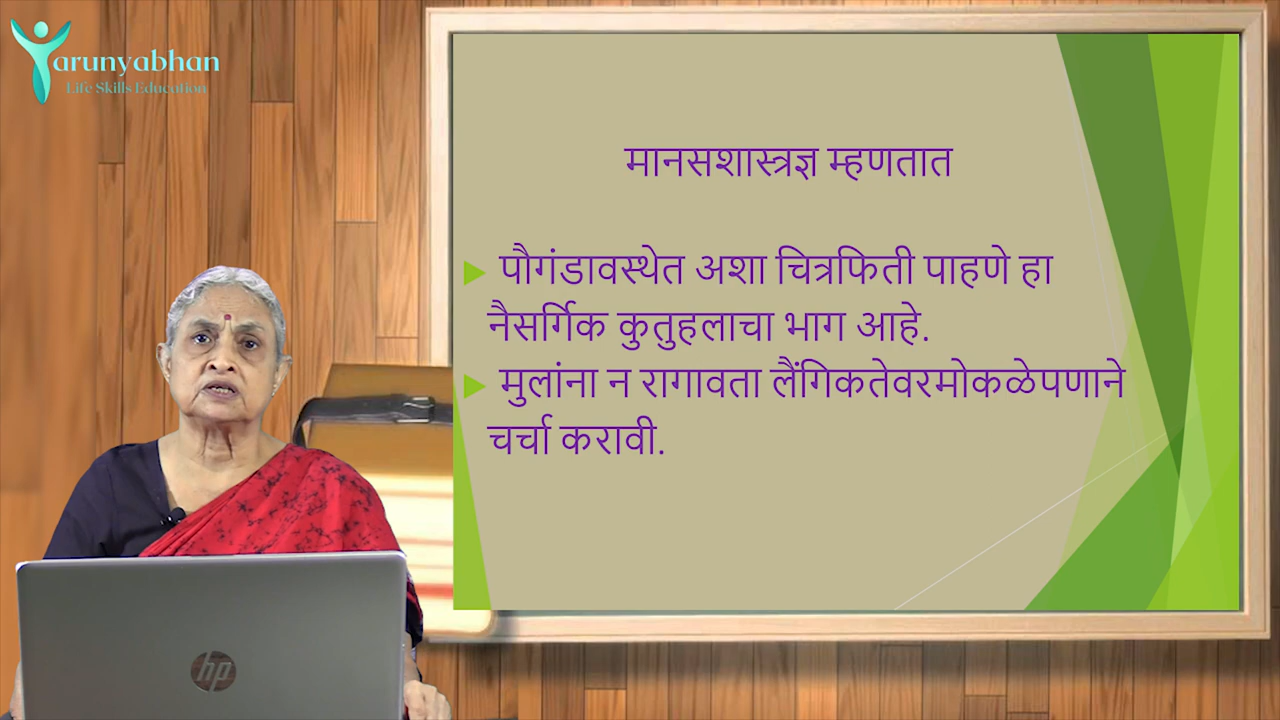 Tarunyabhan
Life Skills Education
मानसशास्त्रज्ञ म्हणतात
पौगंडावस्थेत अशा चित्रफिती पाहणे हा
नैसर्गिक कुतुहलाचा भाग आहे.
मुलांना न रागावता लैंगिकतेवरमोकळेपणाने
चर्चा करावी.
hp